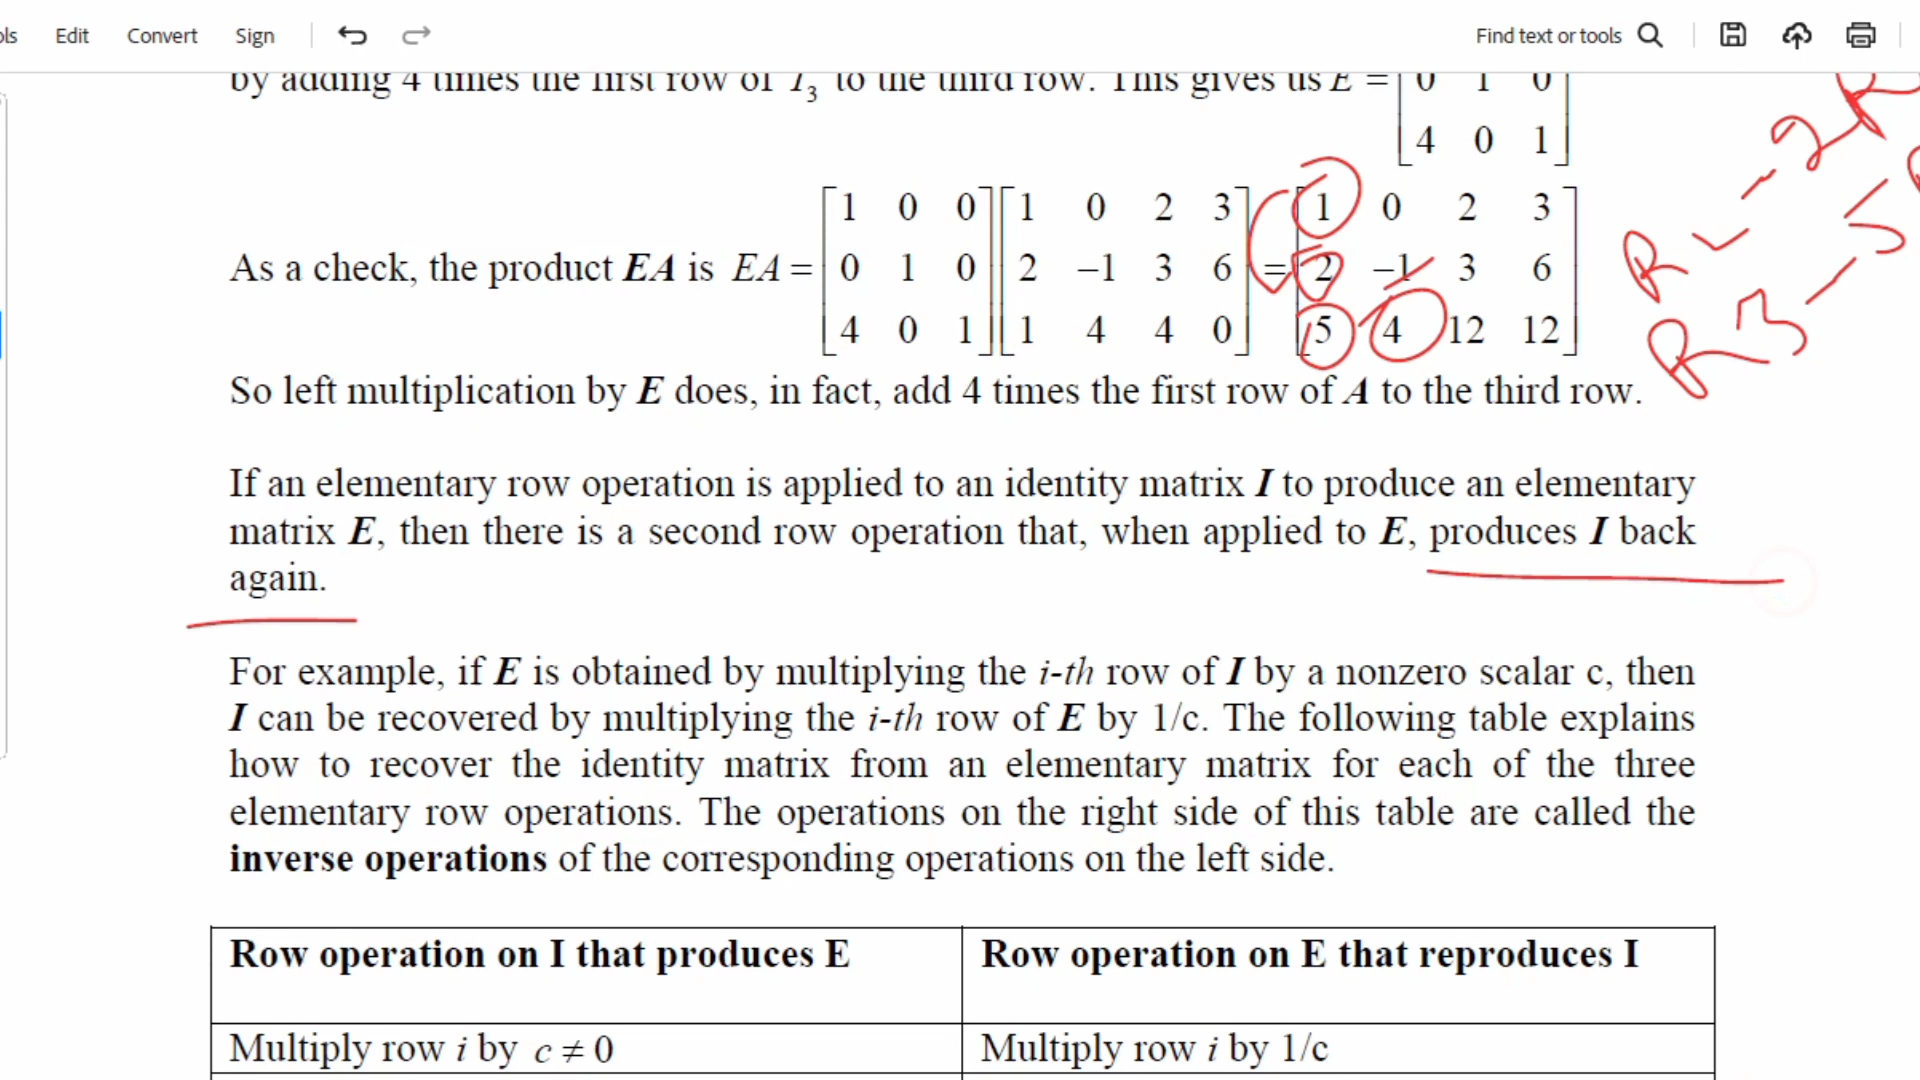 ols Edit Convert Sign Find text or tools
by adding 4 times the first row of I₃ to the third row. This gives us E = [0 1 0
4 0 1]
As a check, the product EA is EA = [1 0 0; 0 1 0; 4 0 1] [1 0 2 3; 2 −1 3 6; 1 4 4 0] = [1 0 2 3; 2 −1 3 6; 5 4 12 12]
So left multiplication by E does, in fact, add 4 times the first row of A to the third row.
If an elementary row operation is applied to an identity matrix I to produce an elementary
matrix E, then there is a second row operation that, when applied to E, produces I back
again.
For example, if E is obtained by multiplying the i-th row of I by a nonzero scalar c, then
I can be recovered by multiplying the i-th row of E by 1/c. The following table explains
how to recover the identity matrix from an elementary matrix for each of the three
elementary row operations. The operations on the right side of this table are called the
inverse operations of the corresponding operations on the left side.
Row operation on I that produces E Row operation on E that reproduces I
Multiply row i by c ≠ 0 Multiply row i by 1/c